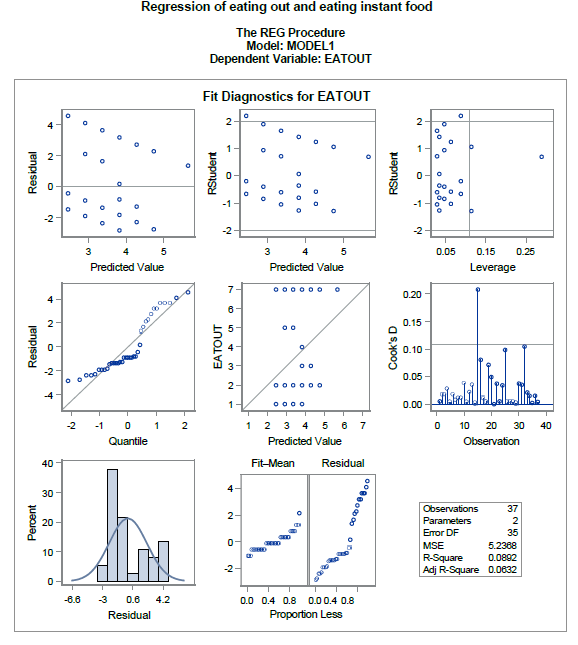 Regression of eating out and eating instant food
The REG Procedure
Model: MODEL1
Dependent Variable: EATOUT
Fit Diagnostics for EATOUT
Residual
4
2
0
-2
3 4 5
Predicted Value
RStudent
2
1
0
-1
-2
3 4 5
Predicted Value
RStudent
2
1
0
-1
-2
0.05 0.15 0.25
Leverage
Residual
4
2
0
-2
-4
-2 -1 0 1 2
Quantile
EATOUT
7
6
5
4
3
2
1
1 2 3 4 5 6 7
Predicted Value
Cook's D
0.20
0.15
0.10
0.05
0.00
0 10 20 30 40
Observation
Percent
40
30
20
10
0
-6.6 -3 0.6 4.2
Residual
Fit–Mean Residual
4
2
0
-2
0.0 0.4 0.8 0.0 0.4 0.8
Proportion Less
Observations 37
Parameters 2
Error DF 35
MSE 5.2368
R-Square 0.0892
Adj R-Square 0.0632